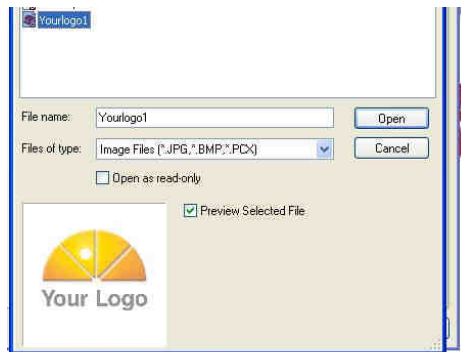 Yourlogo1
File name:
Yourlogo1
Open
Files of type:
Image Files (*.JPG,*.BMP,*.PCX)
Cancel
Open as read-only
Preview Selected File
Your Logo